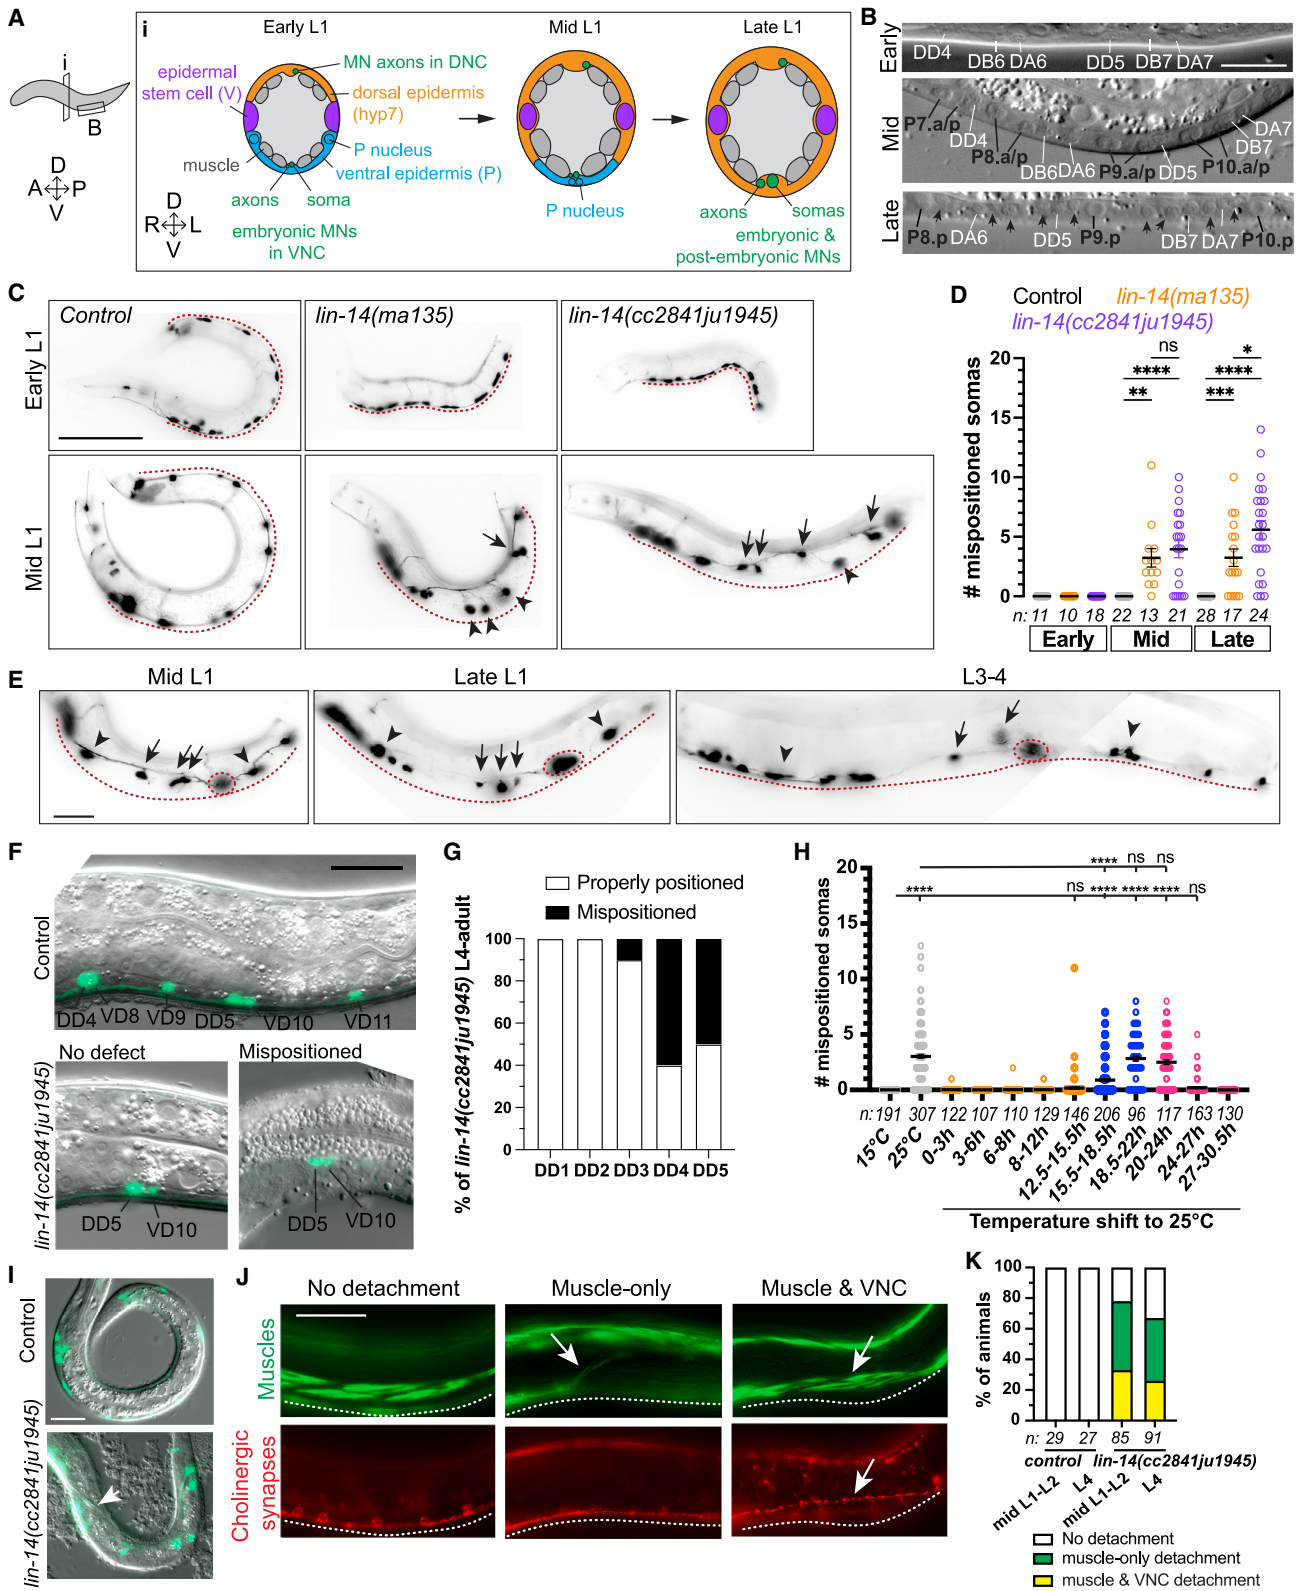 A
i
B
D
A P
V
i
Early L1
Mid L1
Late L1
epidermal
stem cell (V)
MN axons in DNC
dorsal epidermis
(hyp7)
muscle
P nucleus
ventral epidermis (P)
axons soma
embryonic MNs
in VNC
D
R L
V
P nucleus
axons somas
embryonic &
post-embryonic MNs
B
Early
DD4 DB6 DA6 DD5 DB7 DA7
Mid
P7.a/p DD4 P8.a/p DB6 DA6 P9.a/p DD5 P10.a/p DB7 DA7
Late
P8.p DA6 DD5 P9.p DB7 DA7 P10.p
C
Early L1
Control
lin-14(ma135)
lin-14(cc2841ju1945)
Mid L1
D
Control lin-14(ma135)
lin-14(cc2841ju1945)
# mispositioned somas
20
15
10
5
0
ns
****
**
*
****
***
n: 11 10 18 22 13 21 28 17 24
Early Mid Late
E
Mid L1
Late L1
L3-4
F
Control
DD4 VD8 VD9 DD5 VD10 VD11
lin-14(cc2841ju1945)
No defect
DD5 VD10
Mispositioned
DD5 VD10
G
Properly positioned
Mispositioned
% of lin-14(cc2841ju1945) L4-adult
100
80
60
40
20
0
DD1 DD2 DD3 DD4 DD5
H
# mispositioned somas
20
15
10
5
0
**** ns ns
**** ns **** **** **** ns
n: 191 307 122 107 110 129 146 206 96 117 163 130
15°C 25°C 0-3h 3-6h 6-8h 8-12h 12.5-15.5h 15.5-18.5h 18.5-22h 20-24h 24-27h 27-30.5h
Temperature shift to 25°C
I
Control
lin-14(cc2841ju1945)
J
No detachment
Muscle-only
Muscle & VNC
Muscles
Cholinergic
synapses
K
% of animals
100
80
60
40
20
0
n: 29 27 85 91
control lin-14(cc2841ju1945)
mid L1-L2 L4 mid L1-L2 L4
No detachment
muscle-only detachment
muscle & VNC detachment